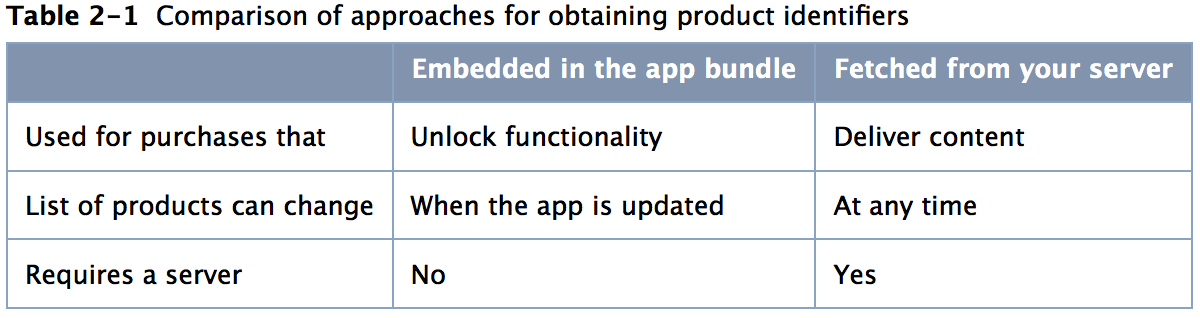 Table 2-1 Comparison of approaches for obtaining product identifiers
Embedded in the app bundle Fetched from your server
Used for purchases that Unlock functionality Deliver content
List of products can change When the app is updated At any time
Requires a server No Yes